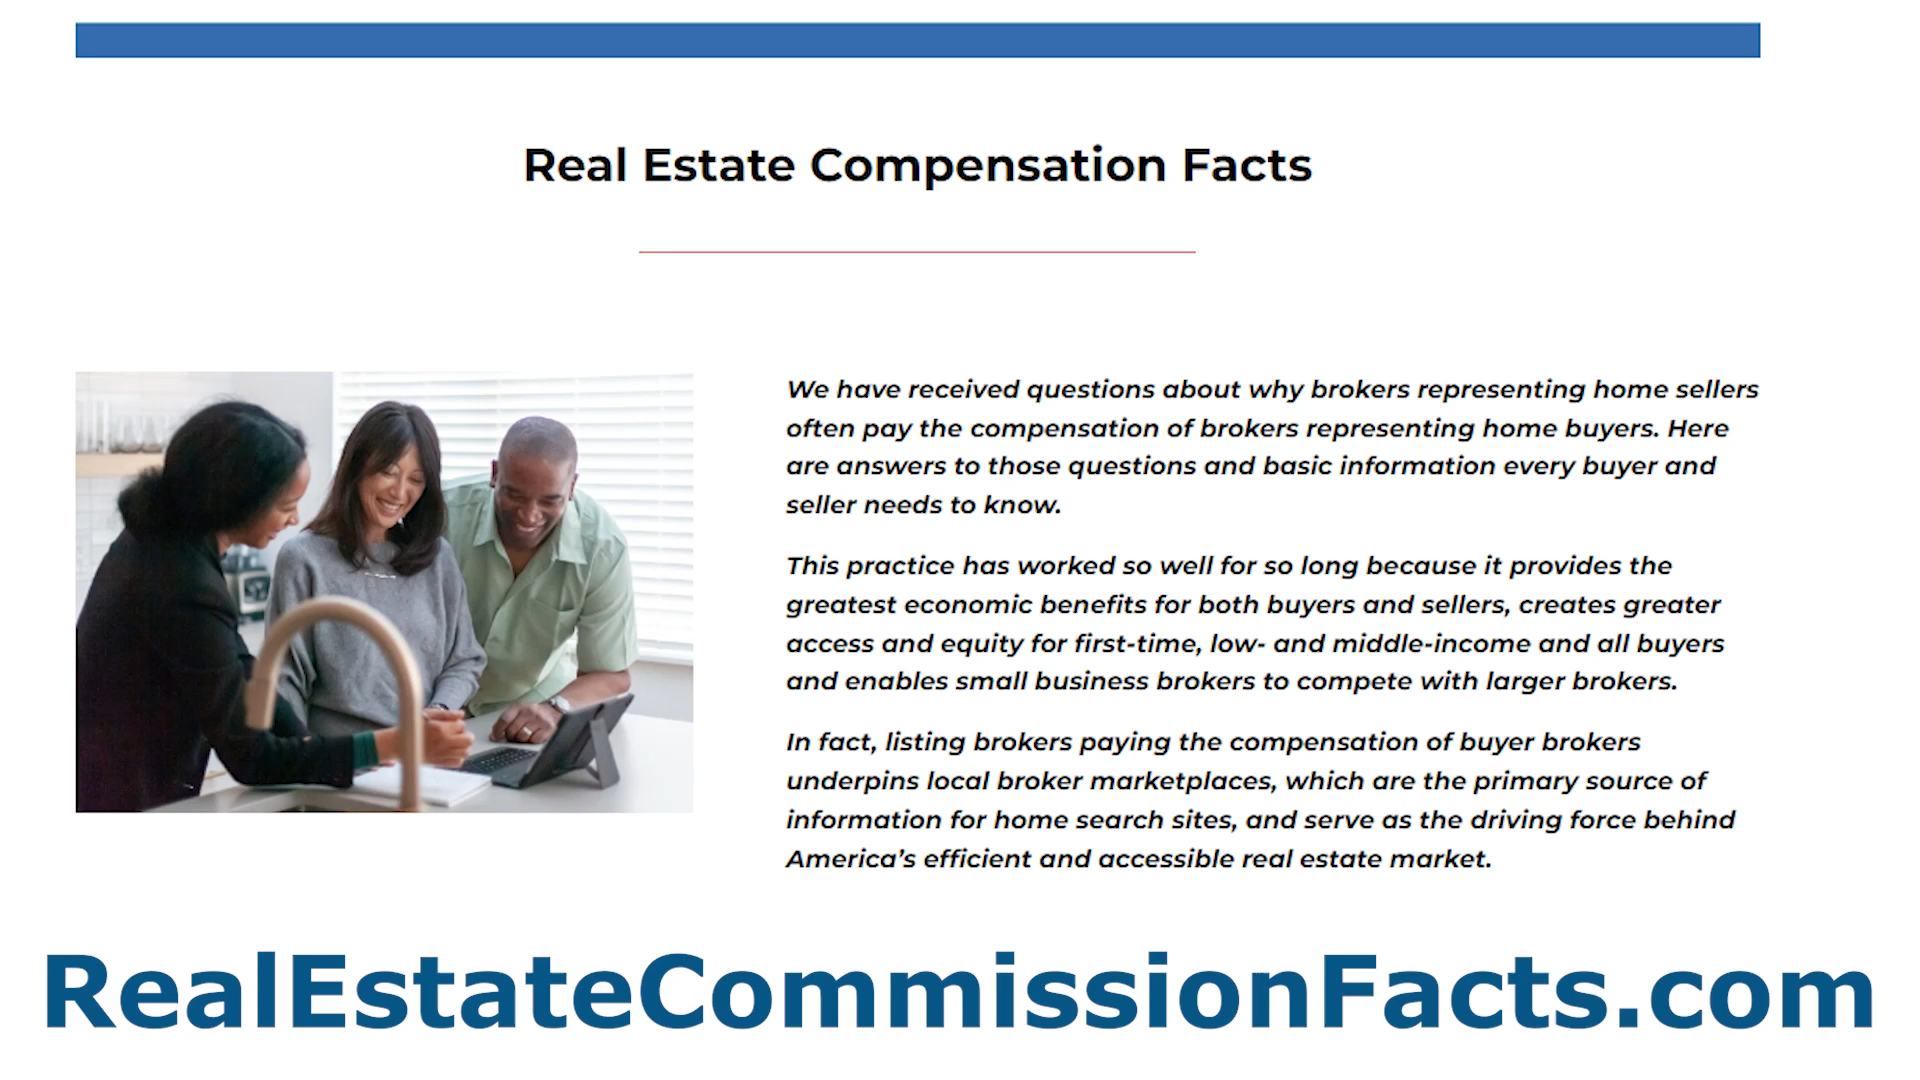 Real Estate Compensation Facts
We have received questions about why brokers representing home sellers
often pay the compensation of brokers representing home buyers. Here
are answers to those questions and basic information every buyer and
seller needs to know.
This practice has worked so well for so long because it provides the
greatest economic benefits for both buyers and sellers, creates greater
access and equity for first-time, low- and middle-income and all buyers
and enables small business brokers to compete with larger brokers.
In fact, listing brokers paying the compensation of buyer brokers
underpins local broker marketplaces, which are the primary source of
information for home search sites, and serve as the driving force behind
America’s efficient and accessible real estate market.
RealEstateCommissionFacts.com